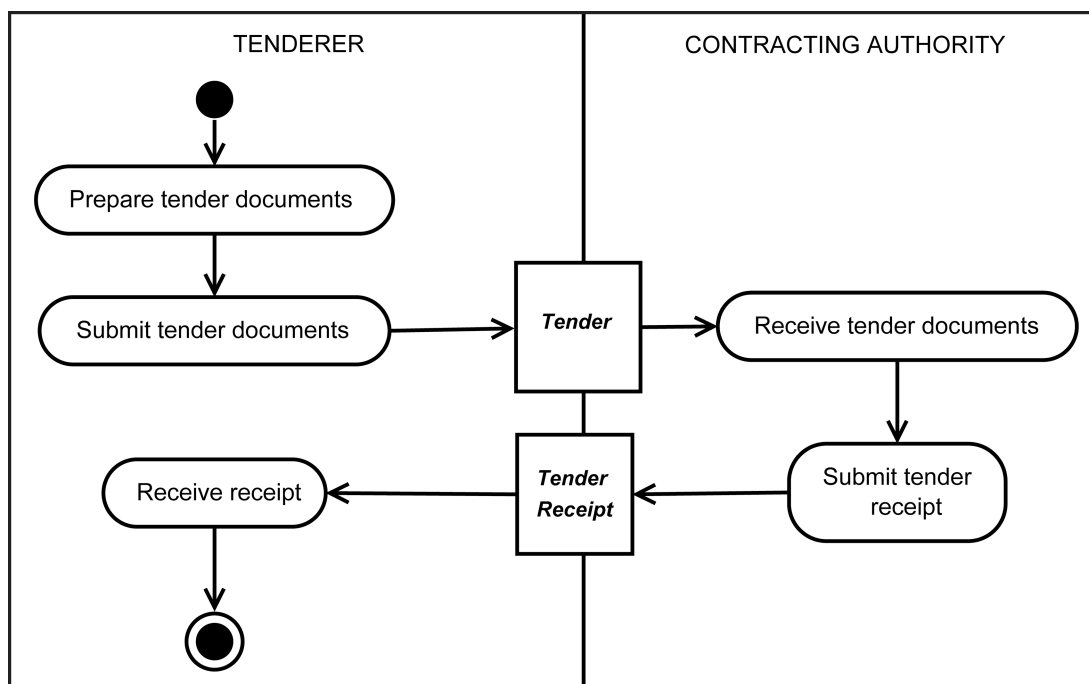 TENDERER
CONTRACTING AUTHORITY
Prepare tender documents
Submit tender documents
Tender
Receive tender documents
Submit tender
receipt
Tender
Receipt
Receive receipt